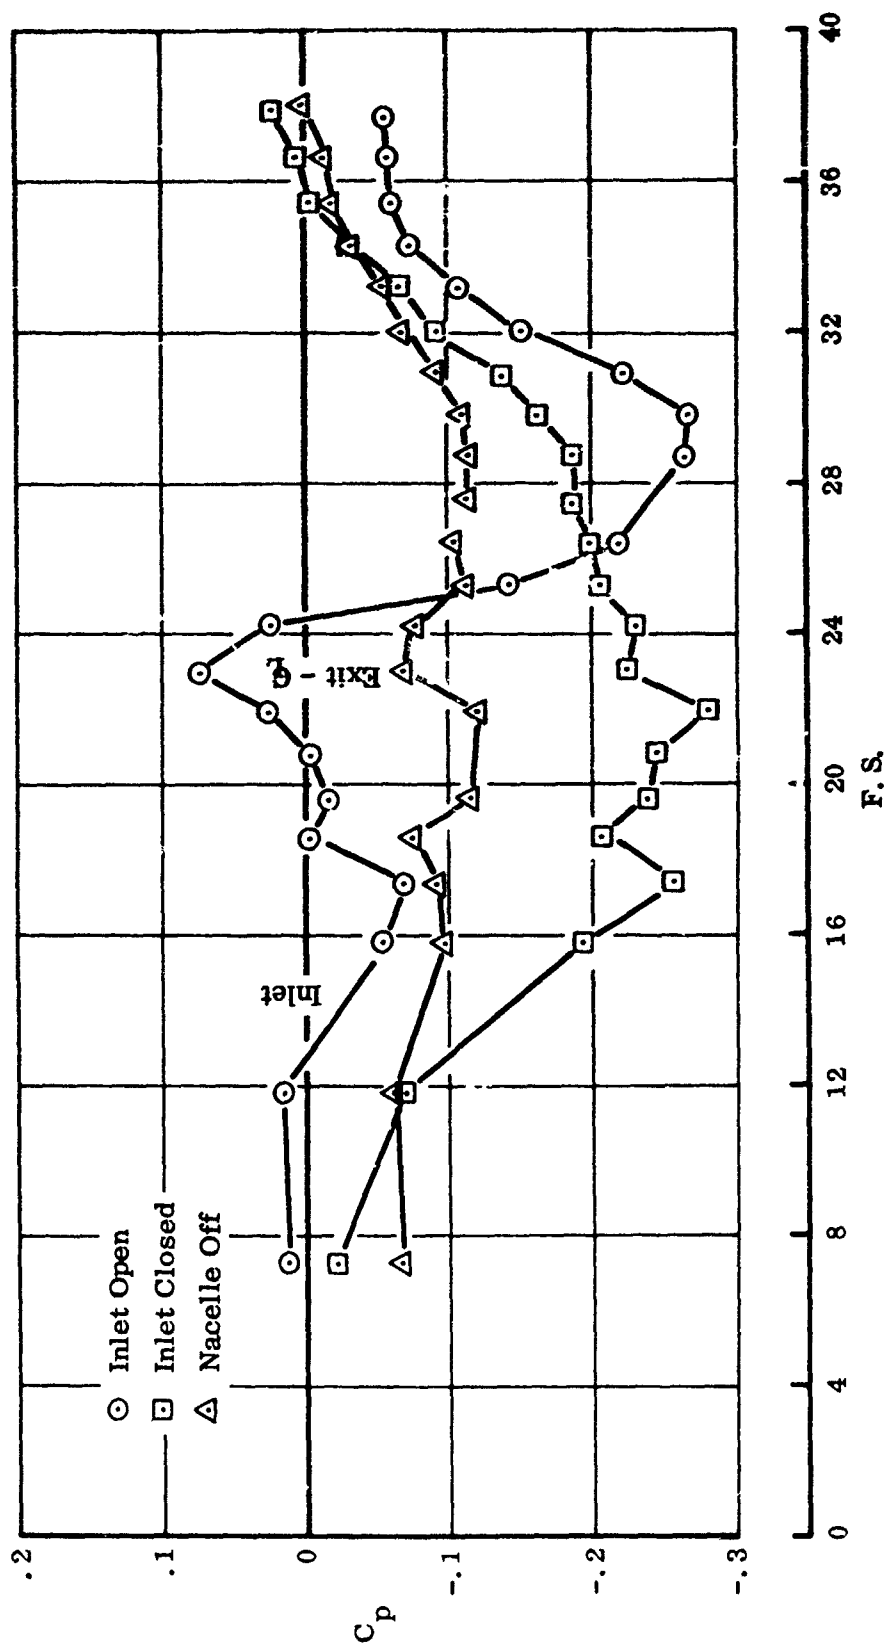 Inlet Open
Inlet Closed
Nacelle Off
Inlet
Exit - ℄
Cp
.2
.1
0
-.1
-.2
-.3
0 4 8 12 16 20 24 28 32 36 40
F. S.